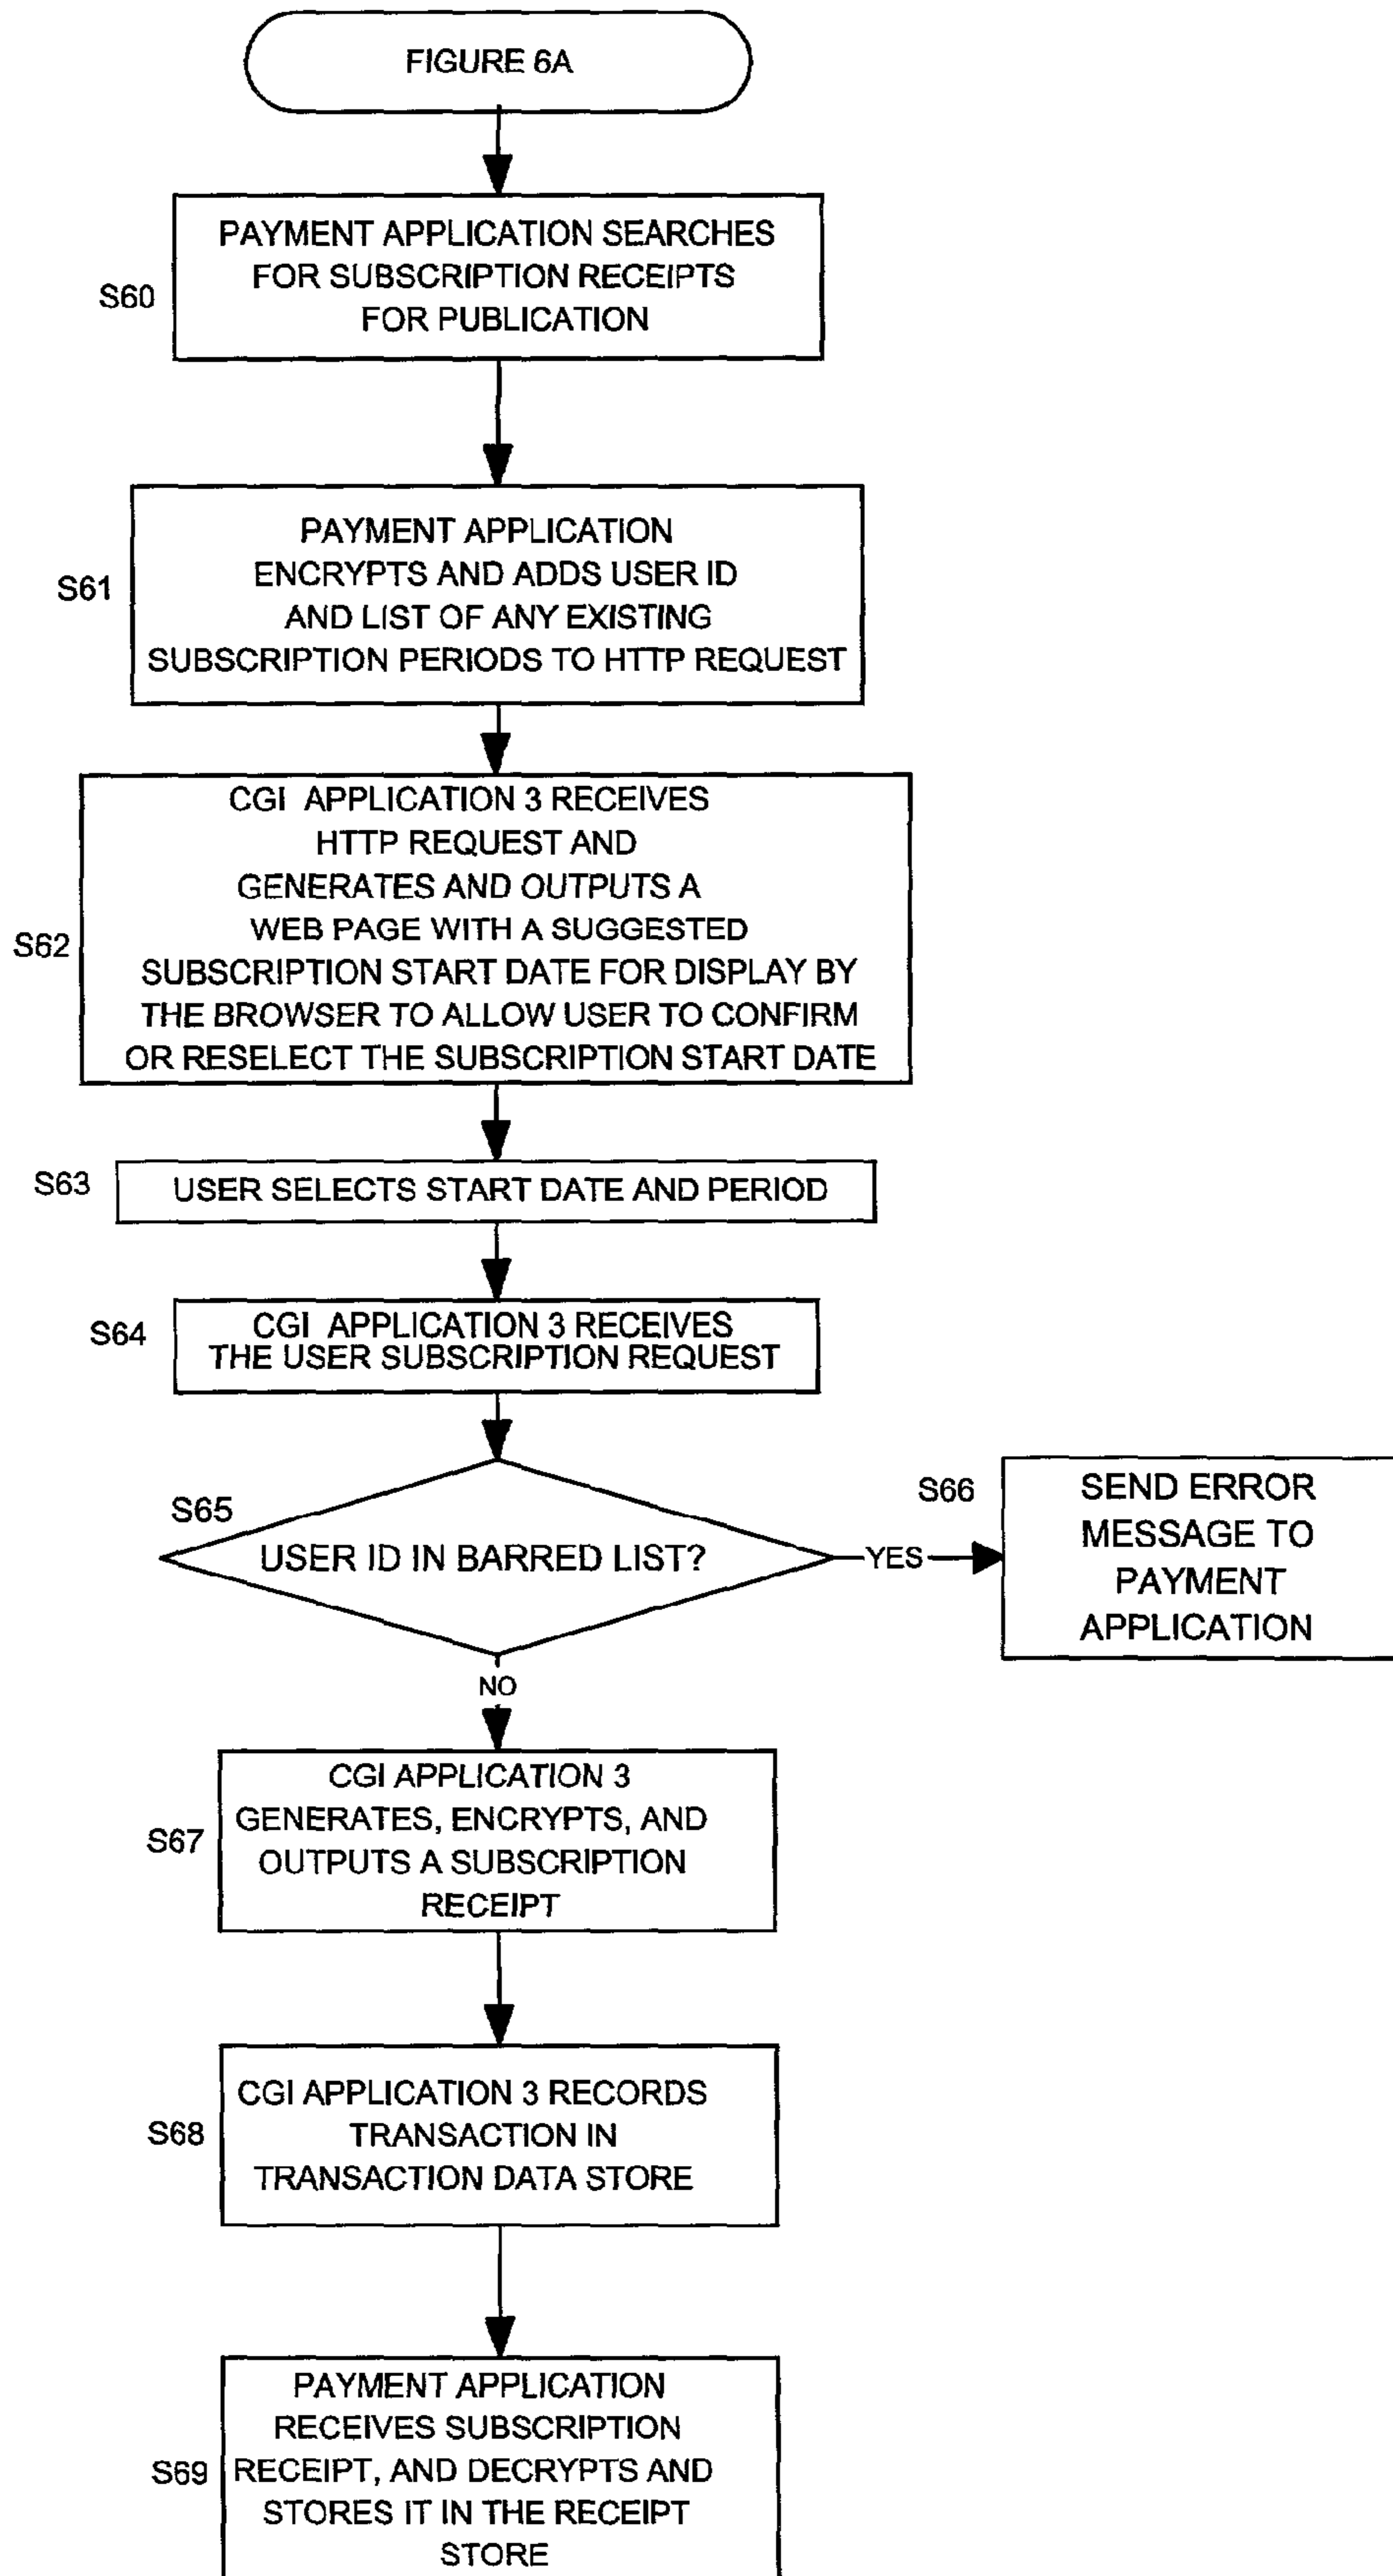 FIGURE 6A
S60
PAYMENT APPLICATION SEARCHES
FOR SUBSCRIPTION RECEIPTS
FOR PUBLICATION
S61
PAYMENT APPLICATION
ENCRYPTS AND ADDS USER ID
AND LIST OF ANY EXISTING
SUBSCRIPTION PERIODS TO HTTP REQUEST
S62
CGI APPLICATION 3 RECEIVES
HTTP REQUEST AND
GENERATES AND OUTPUTS A
WEB PAGE WITH A SUGGESTED
SUBSCRIPTION START DATE FOR DISPLAY BY
THE BROWSER TO ALLOW USER TO CONFIRM
OR RESELECT THE SUBSCRIPTION START DATE
S63
USER SELECTS START DATE AND PERIOD
S64
CGI APPLICATION 3 RECEIVES
THE USER SUBSCRIPTION REQUEST
S65
USER ID IN BARRED LIST?
YES
S66
SEND ERROR
MESSAGE TO
PAYMENT
APPLICATION
NO
S67
CGI APPLICATION 3
GENERATES, ENCRYPTS, AND
OUTPUTS A SUBSCRIPTION
RECEIPT
S68
CGI APPLICATION 3 RECORDS
TRANSACTION IN
TRANSACTION DATA STORE
S69
PAYMENT APPLICATION
RECEIVES SUBSCRIPTION
RECEIPT, AND DECRYPTS AND
STORES IT IN THE RECEIPT
STORE